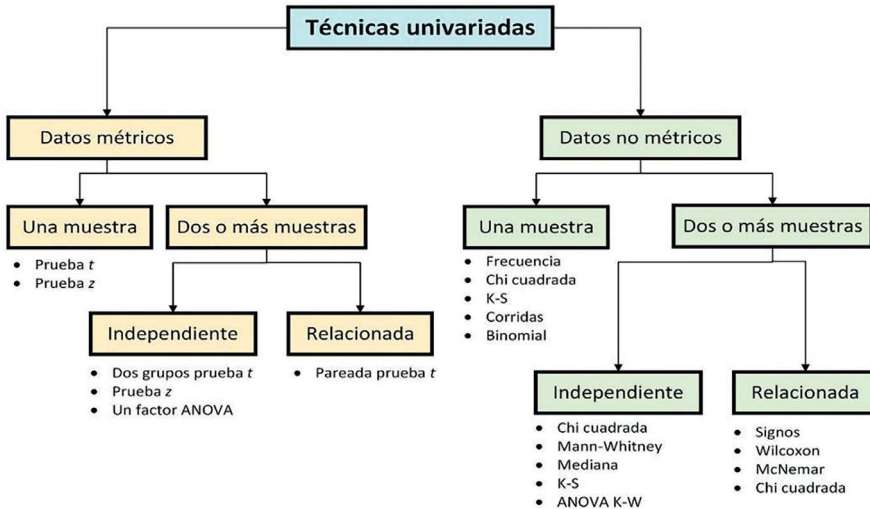 Técnicas univariadas
Datos métricos
Datos no métricos
Una muestra
Dos o más muestras
Una muestra
Dos o más muestras
• Prueba t
• Prueba z
• Frecuencia
• Chi cuadrada
• K-S
• Corridas
• Binomial
Independiente
Relacionada
• Dos grupos prueba t
• Prueba z
• Un factor ANOVA
• Pareada prueba t
Independiente
Relacionada
• Chi cuadrada
• Mann-Whitney
• Mediana
• K-S
• ANOVA K-W
• Signos
• Wilcoxon
• McNemar
• Chi cuadrada